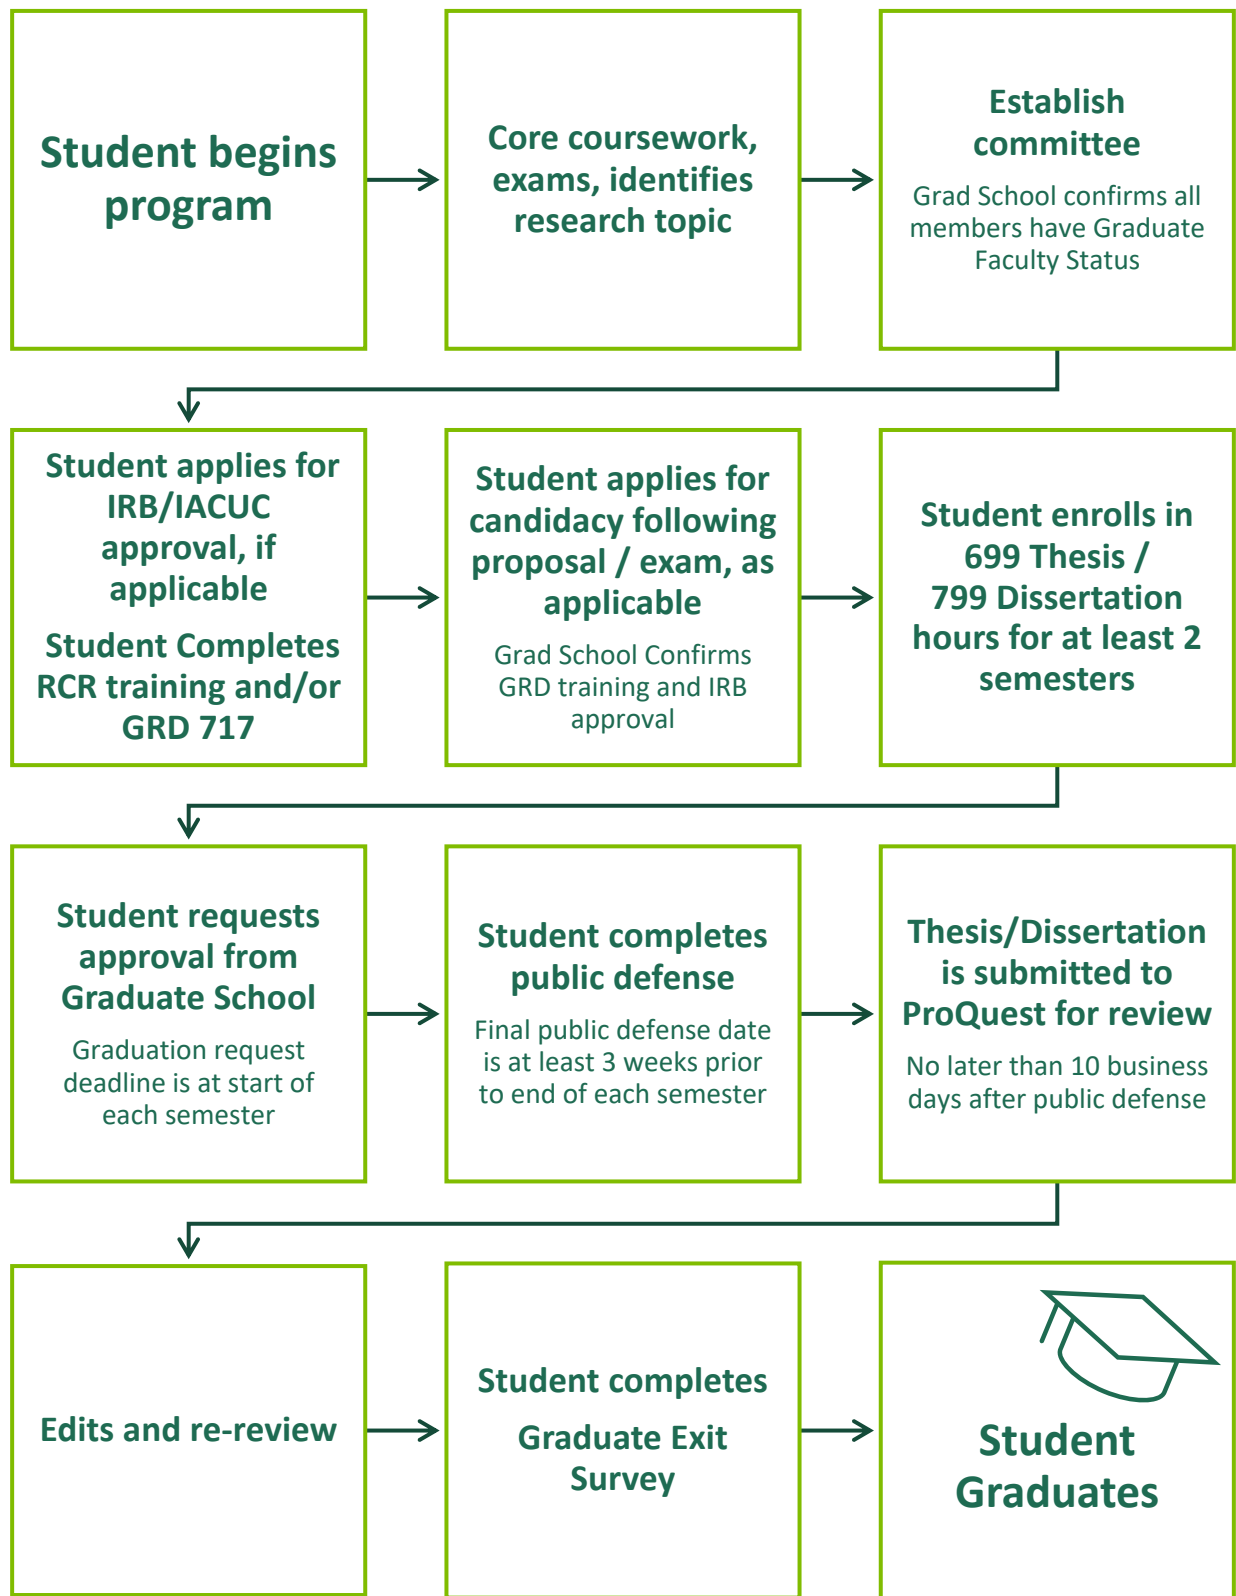 Student begins
program
Core coursework,
exams, identifies
research topic
Establish
committee
Grad School confirms all
members have Graduate
Faculty Status
Student applies for
IRB/IACUC
approval, if
applicable
Student Completes
RCR training and/or
GRD 717
Student applies for
candidacy following
proposal / exam, as
applicable
Grad School Confirms
GRD training and IRB
approval
Student enrolls in
699 Thesis /
799 Dissertation
hours for at least 2
semesters
Student requests
approval from
Graduate School
Graduation request
deadline is at start of
each semester
Student completes
public defense
Final public defense date
is at least 3 weeks prior
to end of each semester
Thesis/Dissertation
is submitted to
ProQuest for review
No later than 10 business
days after public defense
Edits and re-review
Student completes
Graduate Exit
Survey
Student
Graduates